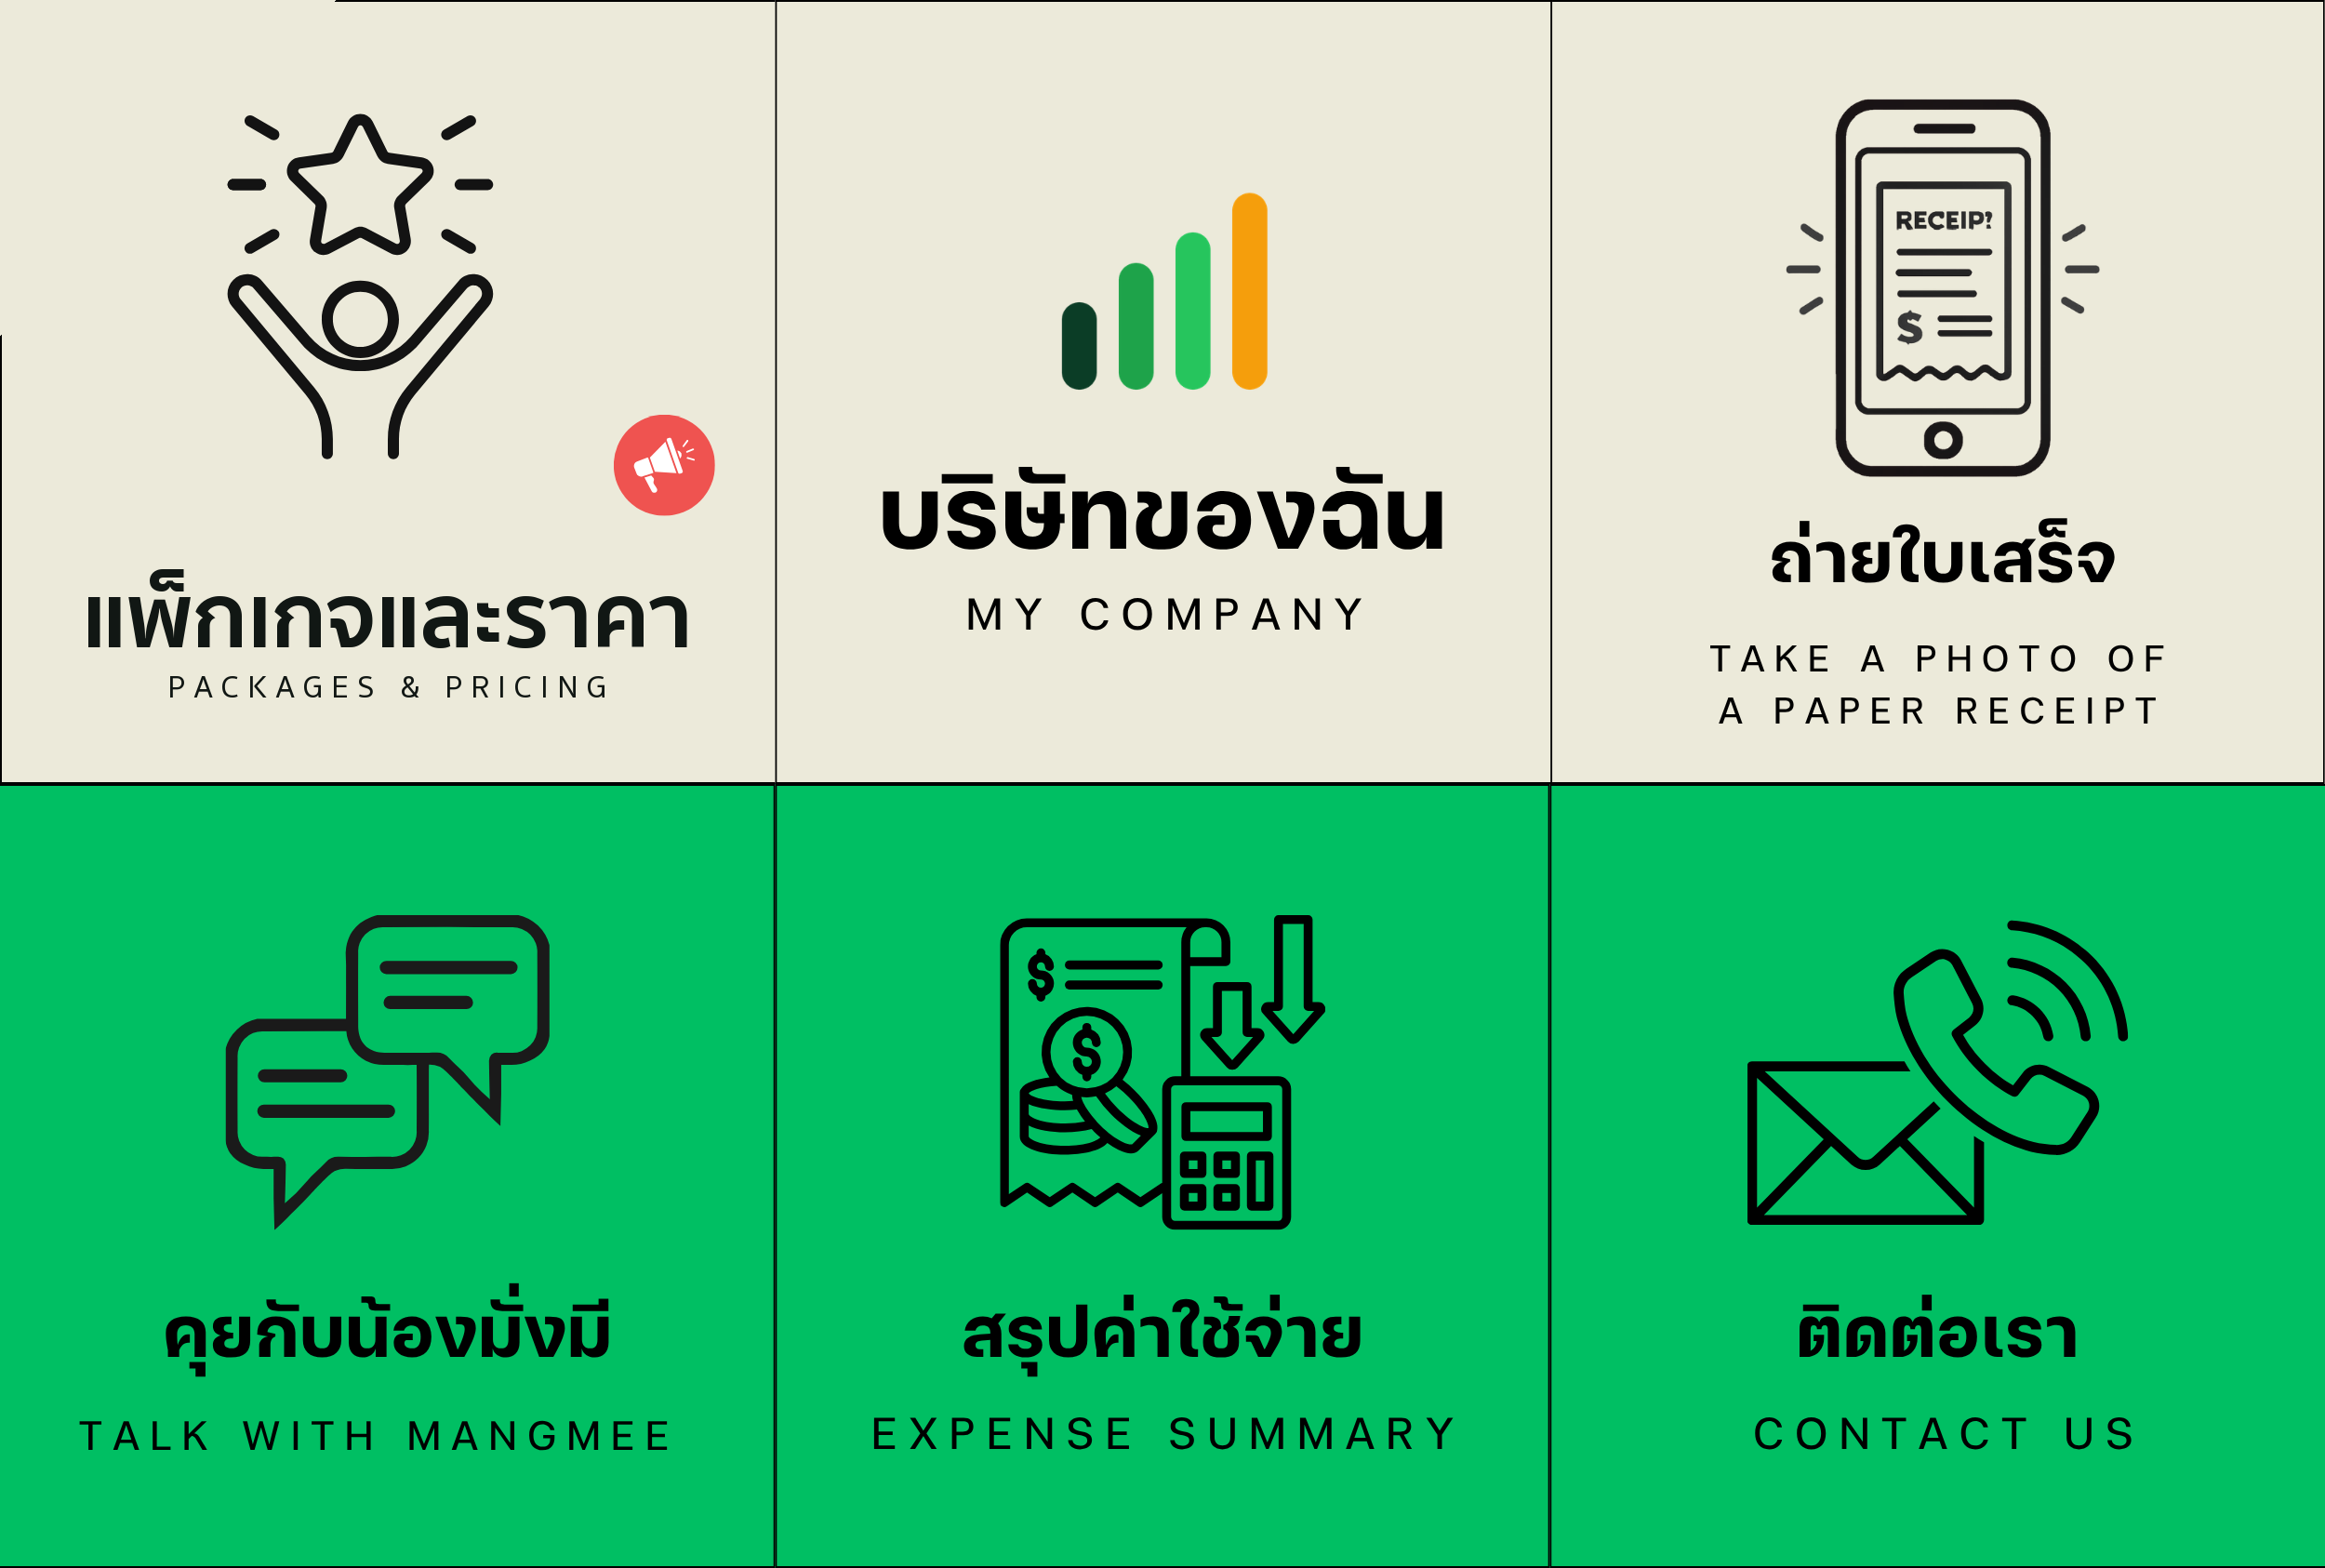 แพ็กเกจและราคา
PACKAGES & PRICING
บริษัทของฉัน
MY COMPANY
RECEIP?
$
ถ่ายใบเสร็จ
TAKE A PHOTO OF
A PAPER RECEIPT
คุยกับน้องมั่งมี
TALK WITH MANGMEE
$
$
สรุปค่าใช้จ่าย
EXPENSE SUMMARY
ติดต่อเรา
CONTACT US